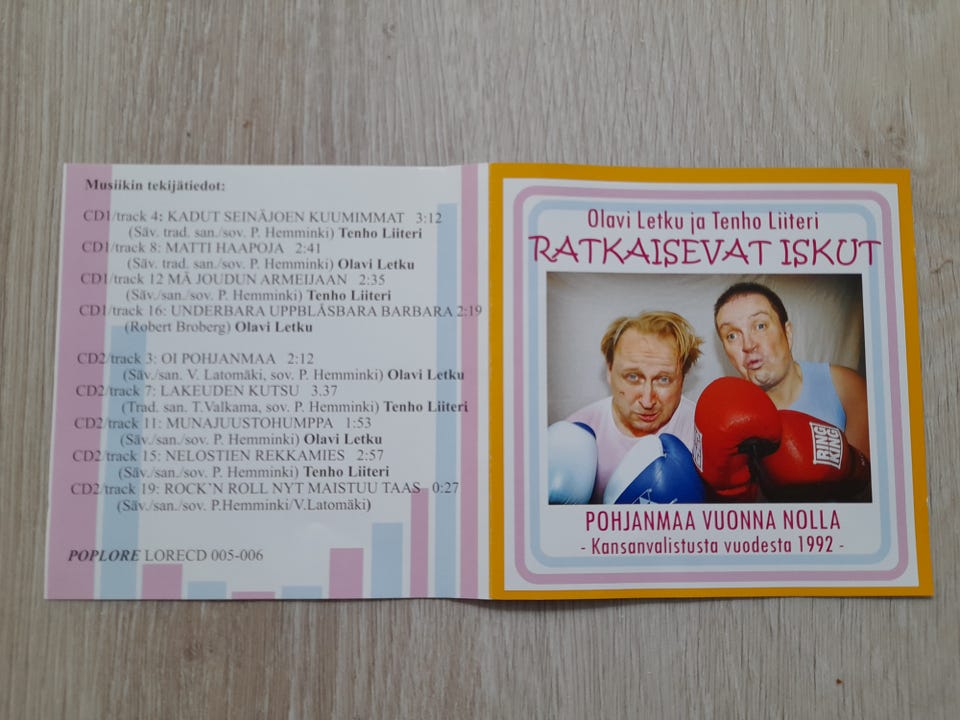 Musiikin tekijätiedot:
CD1/track 4: KADUT SEINÄJOEN KUUMIMMAT 3:12
(Säv. trad. san./sov. P. Hemminki) Tenho Liiteri
CD1/track 8: MATTI HAAPOJA 2:41
(Säv. trad. san./sov. P. Hemminki) Olavi Letku
CD1/track 12 MÄ JOUDUN ARMEIJAAN 2:35
(Säv./san./sov. P. Hemminki) Tenho Liiteri
CD1/track 16: UNDERBARA UPPBLÅSBARA BARBARA 2:19
(Robert Broberg) Olavi Letku
CD2/track 3: OI POHJANMAA 2:12
(Säv./san. V. Latomäki, sov. P. Hemminki) Olavi Letku
CD2/track 7: LAKEUDEN KUTSU 3.37
(Trad. san. T.Valkama, sov. P. Hemminki) Tenho Liiteri
CD2/track 11: MUNAJUUSTOHUMPPA 1:53
(Säv./san./sov. P. Hemminki) Olavi Letku
CD2/track 15: NELOSTIEN REKKAMIES 2:57
(Säv./san./sov. P. Hemminki) Tenho Liiteri
CD2/track 19: ROCK'N ROLL NYT MAISTUU TAAS 0:27
(Säv./san./sov. P.Hemminki/V.Latomäki)
POPLORE LORECD 005-006
Olavi Letku ja Tenho Liiteri
RATKAISEVAT ISKUT
RING
KING
POHJANMAA VUONNA NOLLA
- Kansanvalistusta vuodesta 1992 -